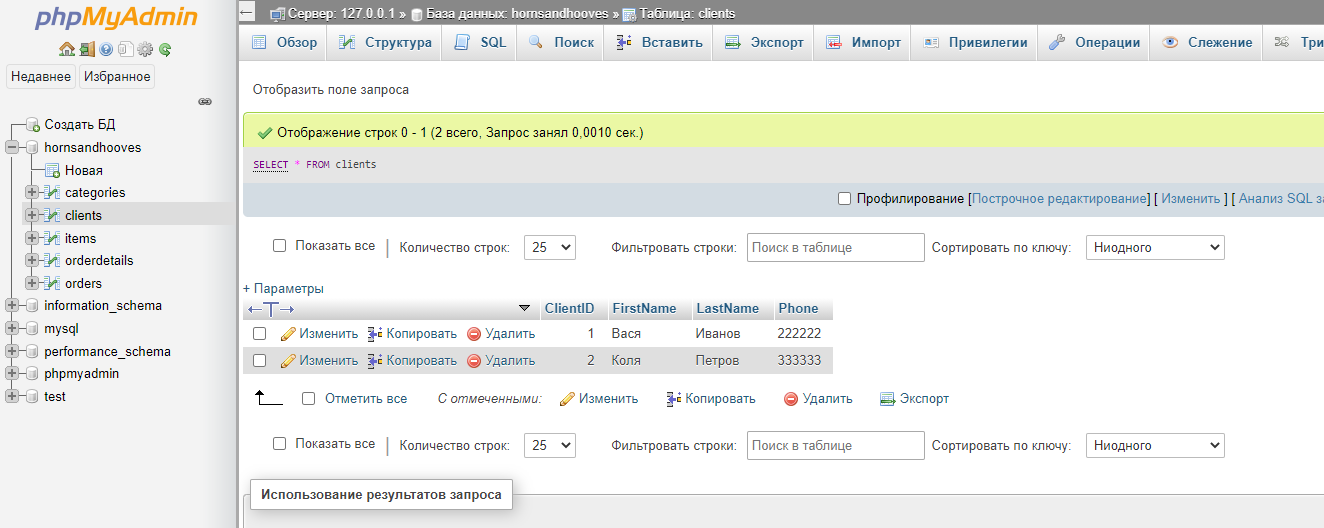 phpMyAdmin
Недавнее Избранное
Создать БД
hornsandhooves
Новая
categories
clients
items
orderdetails
orders
information_schema
mysql
performance_schema
phpmyadmin
test
Сервер: 127.0.0.1 » База данных: hornsandhooves » Таблица: clients
Обзор Структура SQL Поиск Вставить Экспорт Импорт Привилегии Операции Слежение Три
Отобразить поле запроса
Отображение строк 0 - 1 (2 всего, Запрос занял 0,0010 сек.)
SELECT * FROM clients
Профилирование [Построчное редактирование] [ Изменить ] [ Анализ SQL за
Показать все | Количество строк: 25 Фильтровать строки: Поиск в таблице Сортировать по ключу: Ниодного
+ Параметры
←T→ ClientID FirstName LastName Phone
Изменить Копировать Удалить 1 Вася Иванов 222222
Изменить Копировать Удалить 2 Коля Петров 333333
Отметить все С отмеченными: Изменить Копировать Удалить Экспорт
Показать все | Количество строк: 25 Фильтровать строки: Поиск в таблице Сортировать по ключу: Ниодного
Использование результатов запроса